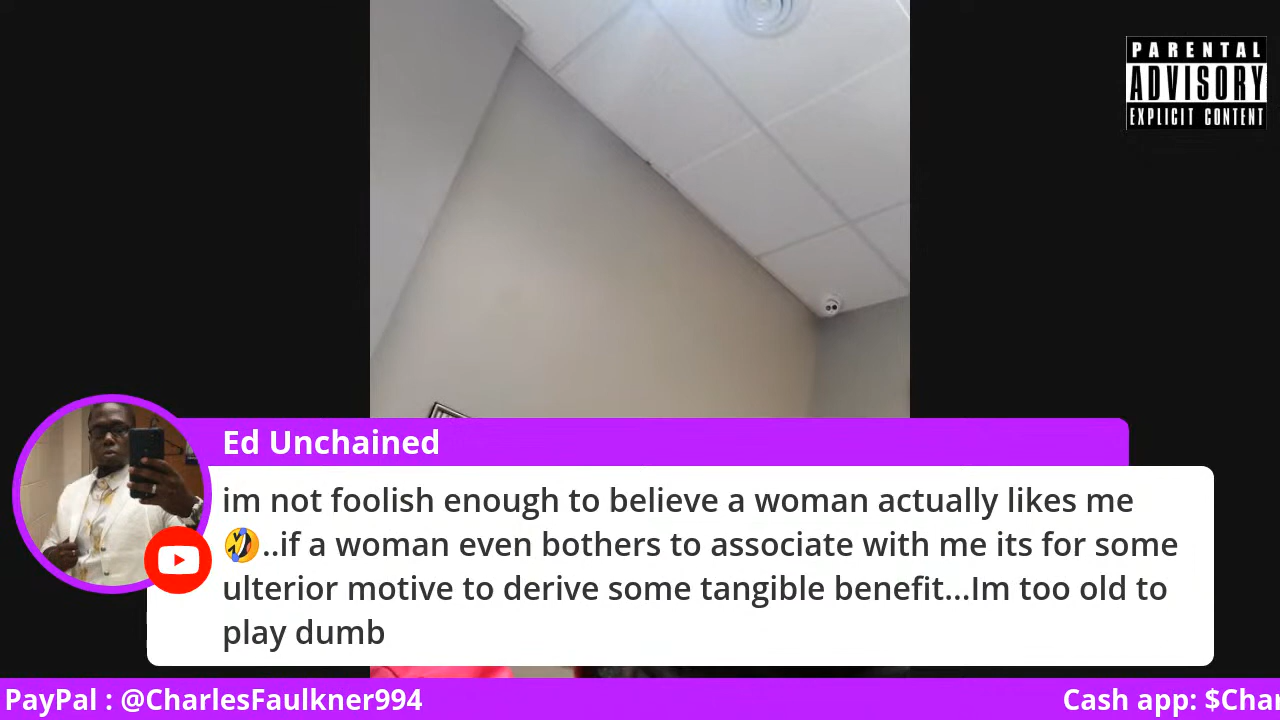 PARENTAL
ADVISORY
EXPLICIT CONTENT
Ed Unchained
im not foolish enough to believe a woman actually likes me
🤣..if a woman even bothers to associate with me its for some
ulterior motive to derive some tangible benefit...Im too old to
play dumb
PayPal : @CharlesFaulkner994
Cash app: $Char